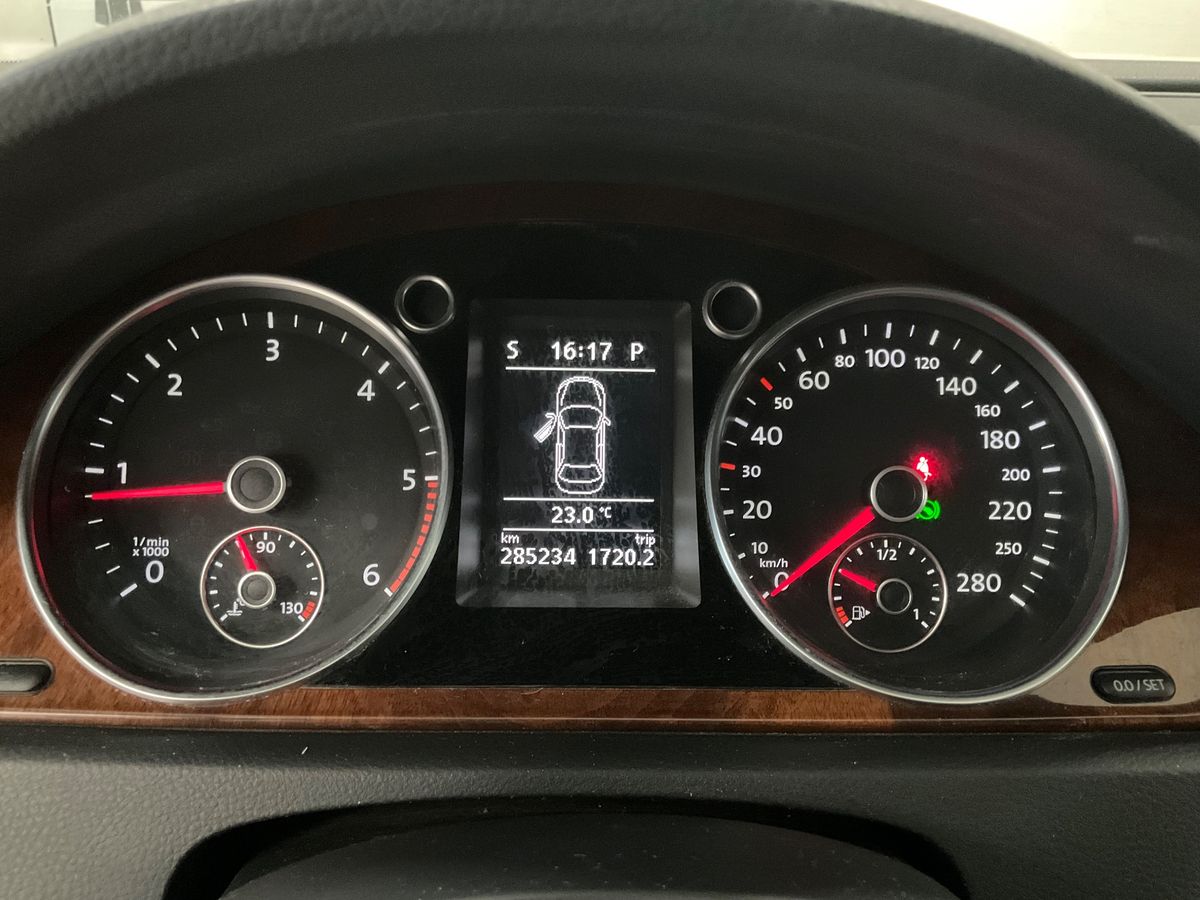 S 16:17 P
23.0 °C
km trip
285234 1720.2
0 1 2 3 4 5 6
1/min
x 1000
90
130
0 10 20 30 40 50 60 80 100 120 140 160 180 200 220 250 280
km/h
1/2
1
0.0 / SET